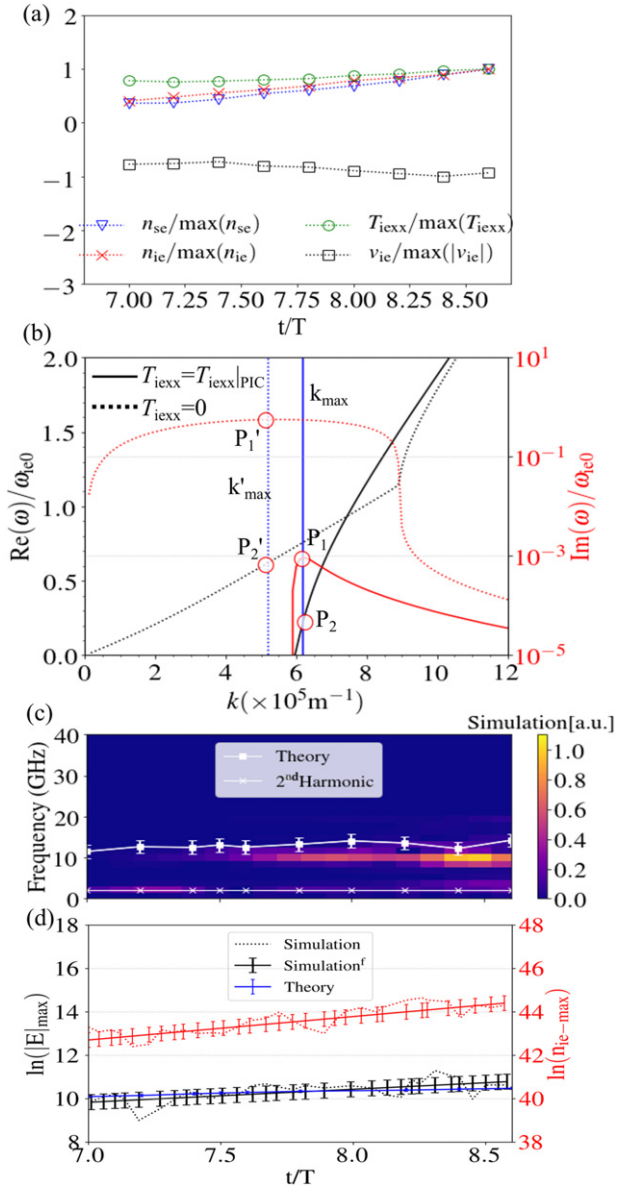 (a)
2
1
0
−1
−2
−3
n_se/max(n_se)
T_iexx/max(T_iexx)
n_ie/max(n_ie)
v_ie/max(|v_ie|)
7.00 7.25 7.50 7.75 8.00 8.25 8.50
t/T
(b)
2.0
1.5
1.0
0.5
0.0
Re(ω)/ω_ie0
T_iexx=T_iexx|_PIC
T_iexx=0
k_max
P_1'
k'_max
P_2'
P_1
P_2
10^1
10^−1
10^−3
10^−5
Im(ω)/ω_ie0
0 2 4 6 8 10 12
k(×10^5m^−1)
(c)
Simulation[a.u.]
40
30
20
10
0
Frequency (GHz)
Theory
2^nd Harmonic
1.0
0.8
0.6
0.4
0.2
0.0
(d)
18
16
14
12
10
8
ln(|E|_max)
Simulation
Simulation^f
Theory
48
46
44
42
40
38
ln(n_ie−max)
7.0 7.5 8.0 8.5
t/T